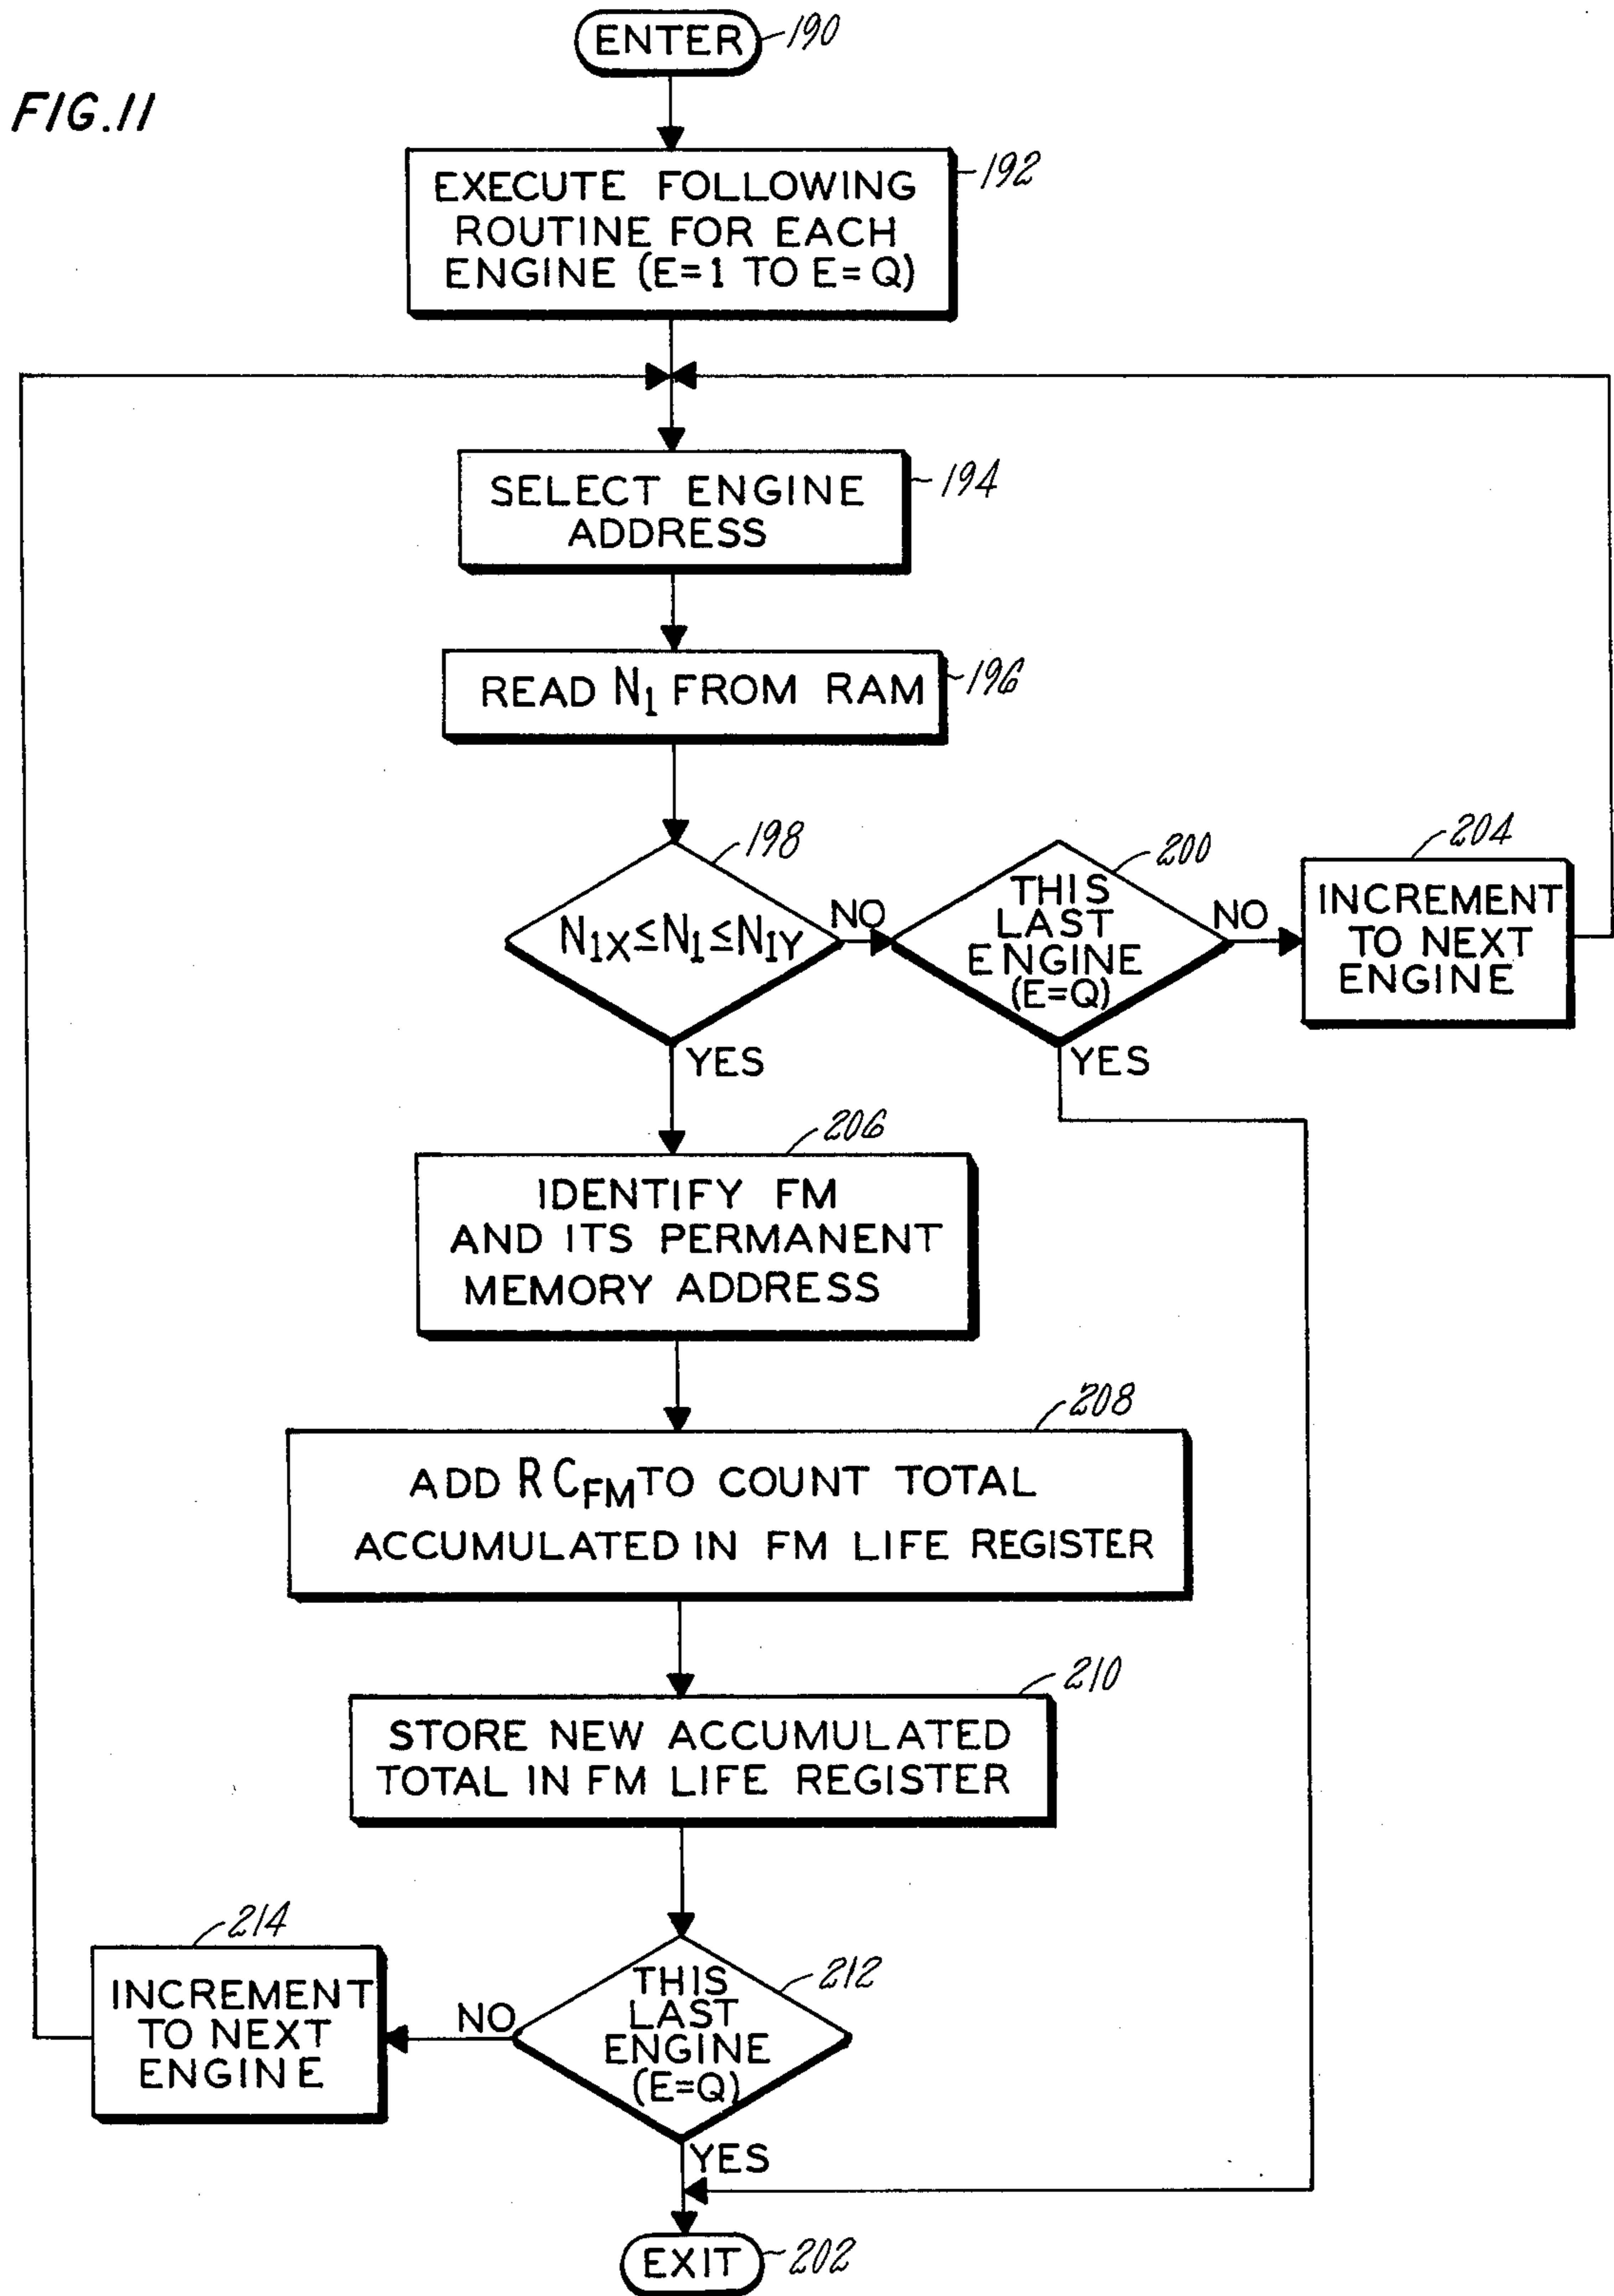 ENTER
190
FIG.11
EXECUTE FOLLOWING
ROUTINE FOR EACH
ENGINE (E=1 TO E=Q)
192
SELECT ENGINE
ADDRESS
194
READ N1 FROM RAM
196
198
N1X≤N1≤N1Y
NO
YES
200
THIS
LAST
ENGINE
(E=Q)
NO
YES
204
INCREMENT
TO NEXT
ENGINE
206
IDENTIFY FM
AND ITS PERMANENT
MEMORY ADDRESS
208
ADD RCFM TO COUNT TOTAL
ACCUMULATED IN FM LIFE REGISTER
210
STORE NEW ACCUMULATED
TOTAL IN FM LIFE REGISTER
212
THIS
LAST
ENGINE
(E=Q)
NO
214
INCREMENT
TO NEXT
ENGINE
YES
EXIT
202